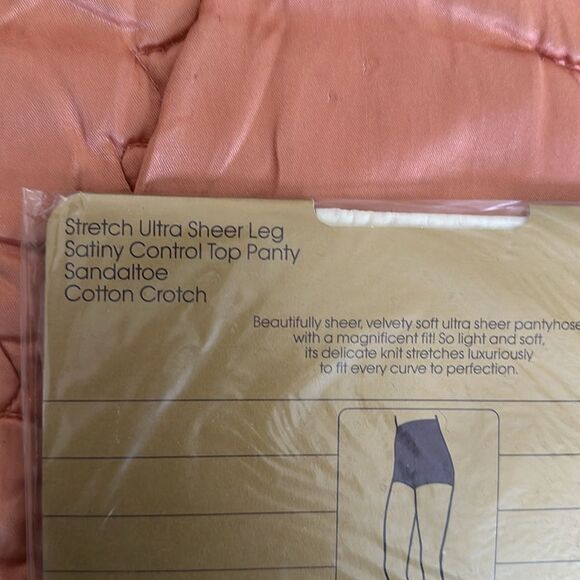 Stretch Ultra Sheer Leg
Satiny Control Top Panty
Sandaltoe
Cotton Crotch
Beautifully sheer, velvety soft ultra sheer pantyhose
with a magnificent fit! So light and soft,
its delicate knit stretches luxuriously
to fit every curve to perfection.